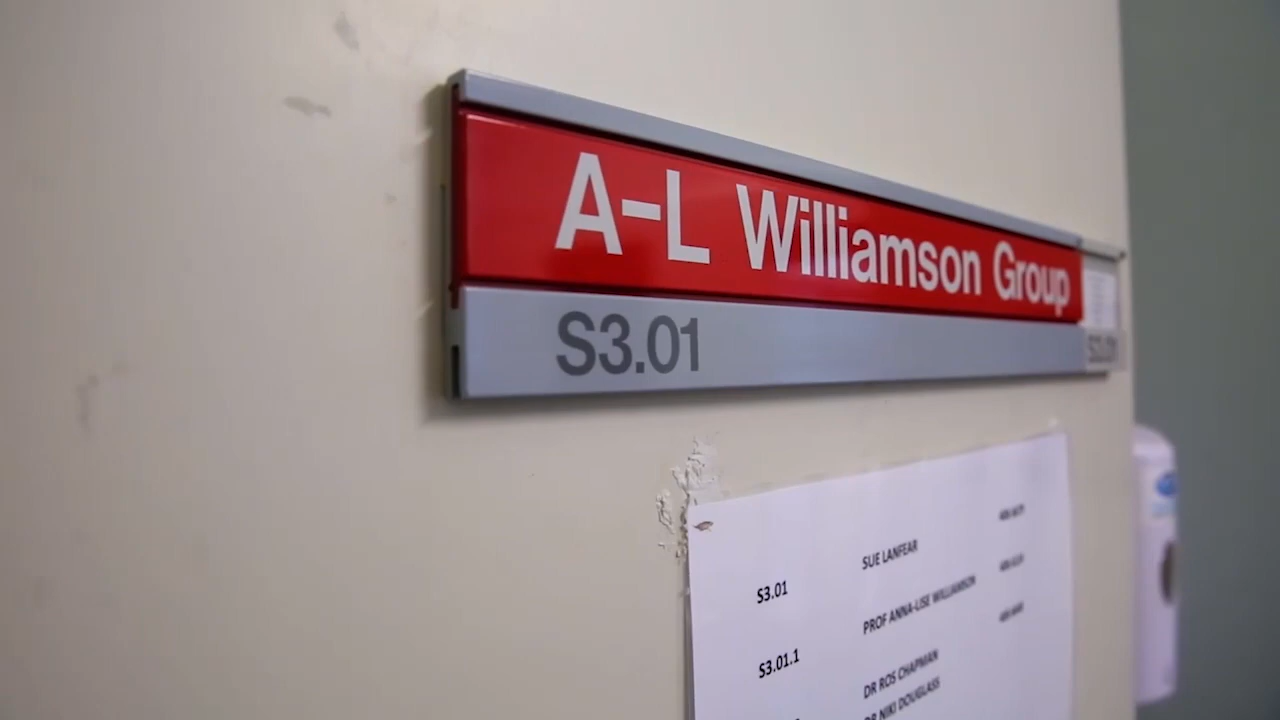 A-L Williamson Group
S3.01
SUE LANFEAR
S3.01
PROF ANNA-LISE WILLIAMSON
S3.01.1
DR ROS CHAPMAN
DR NIKI DOUGLASS